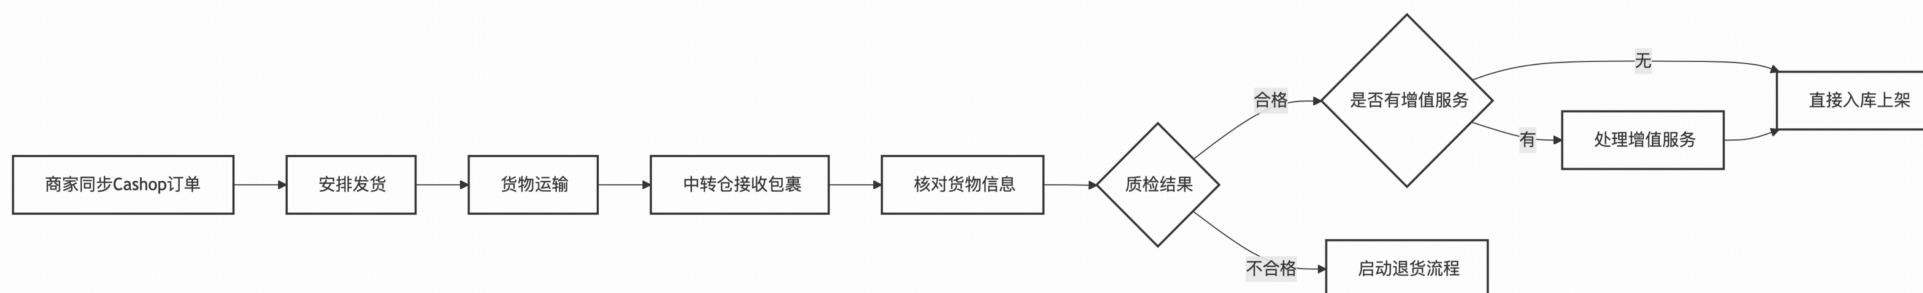 商家同步Cashop订单
安排发货
货物运输
中转仓接收包裹
核对货物信息
质检结果
合格
不合格
是否有增值服务
启动退货流程
无
有
处理增值服务
直接入库上架